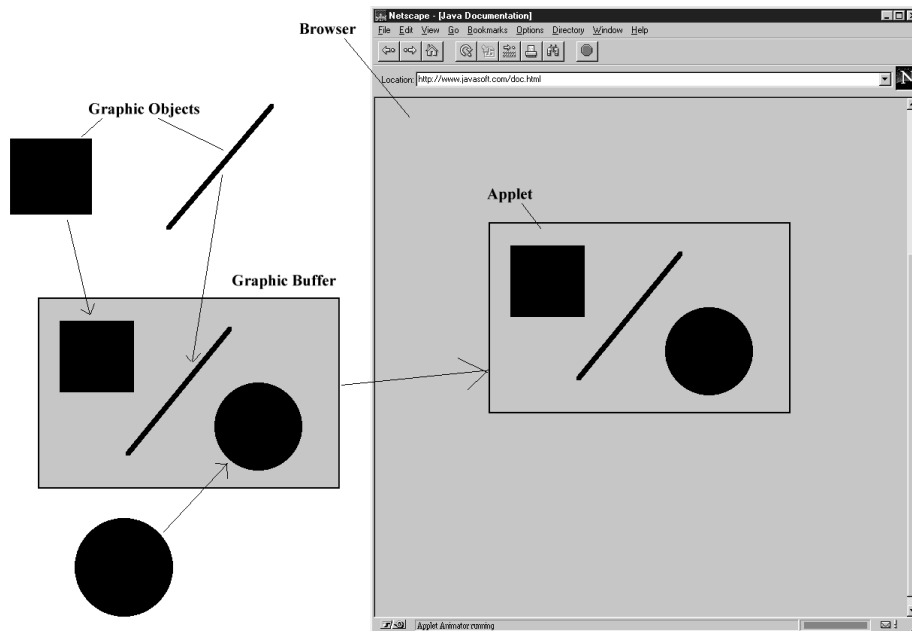 Netscape - [Java Documentation]
File Edit View Go Bookmarks Options Directory Window Help
Location: http://www.javasoft.com/doc.html
N
Browser
Graphic Objects
Applet
Graphic Buffer
Applet Animator running